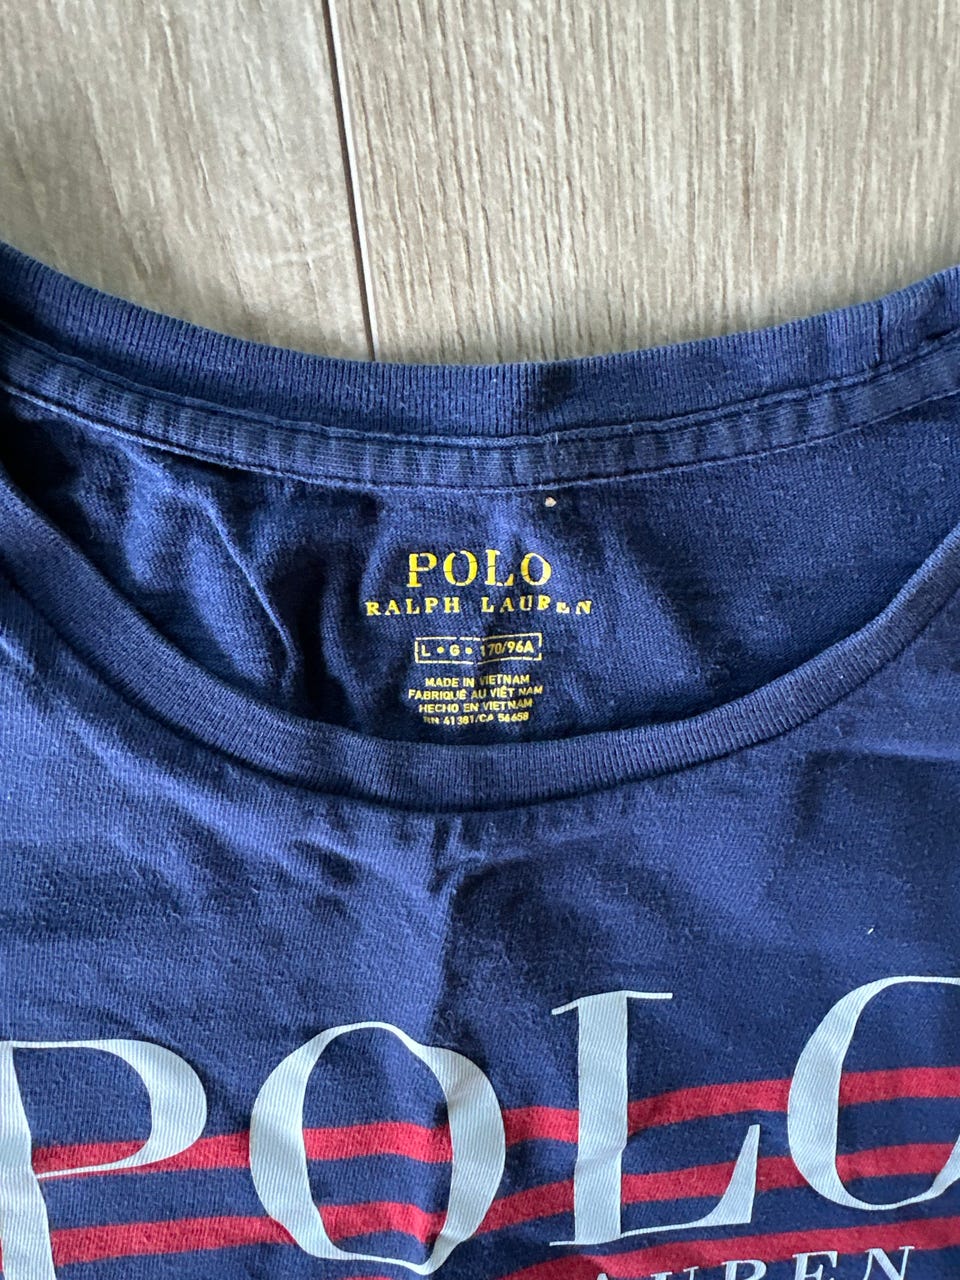 POLO
RALPH LAUREN
L • G • 170/96A
MADE IN VIETNAM
FABRIQUÉ AU VIÊT NAM
HECHO EN VIETNAM
RN 41381/CA 56658
POLO
LAUREN